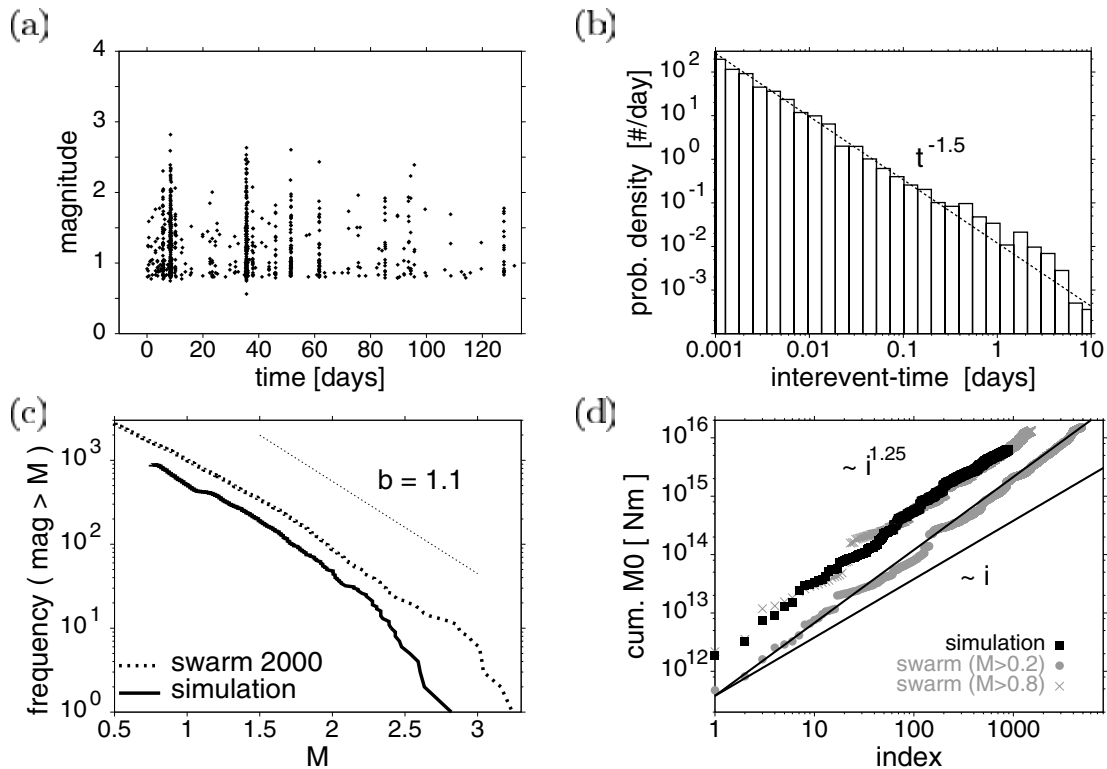 (a)
4
3
2
1
0
magnitude
0 20 40 60 80 100 120
time [days]
(b)
10^2
10^1
10^0
10^-1
10^-2
10^-3
prob. density [#/day]
t^-1.5
0.001 0.01 0.1 1 10
interevent-time [days]
(c)
10^3
10^2
10^1
10^0
frequency ( mag > M )
b = 1.1
swarm 2000
simulation
0.5 1 1.5 2 2.5 3
M
(d)
10^16
10^15
10^14
10^13
10^12
cum. M0 [ Nm ]
~ i^1.25
~ i
simulation
swarm (M>0.2)
swarm (M>0.8)
1 10 100 1000
index